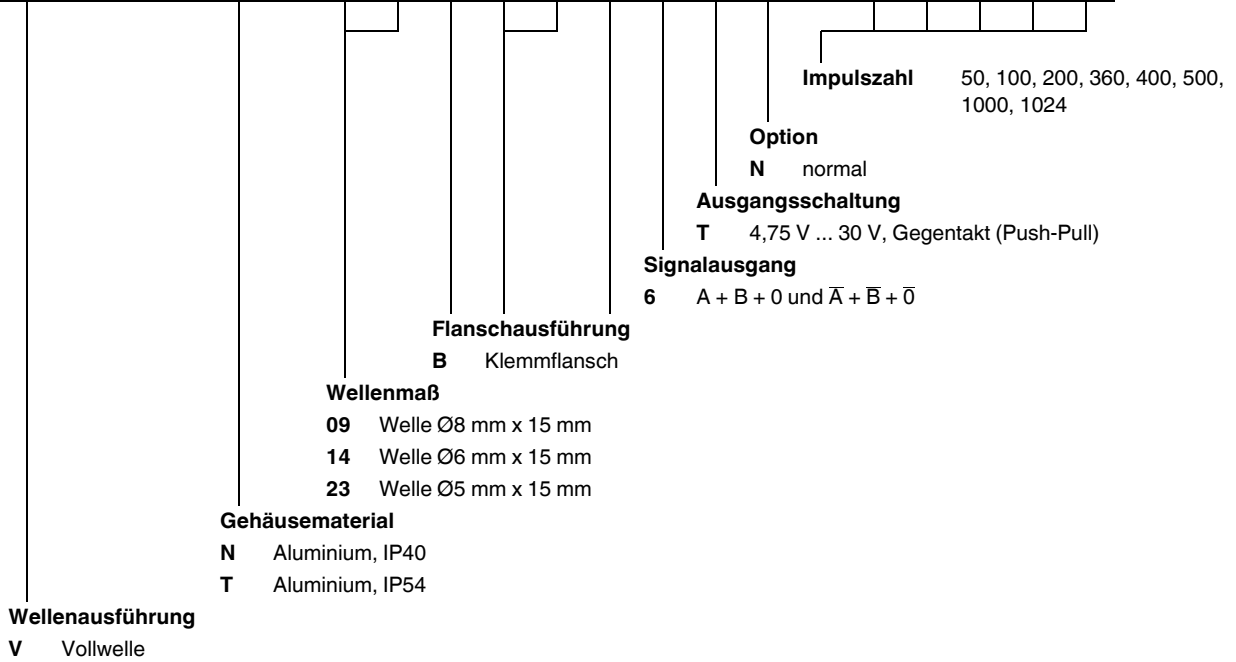 Impulszahl 50, 100, 200, 360, 400, 500,
1000, 1024
Option
N normal
Ausgangsschaltung
T 4,75 V ... 30 V, Gegentakt (Push-Pull)
Signalausgang
6 A + B + 0 und A̅ + B̅ + 0̅
Flanschausführung
B Klemmflansch
Wellenmaß
09 Welle Ø8 mm x 15 mm
14 Welle Ø6 mm x 15 mm
23 Welle Ø5 mm x 15 mm
Gehäusematerial
N Aluminium, IP40
T Aluminium, IP54
Wellenausführung
V Vollwelle